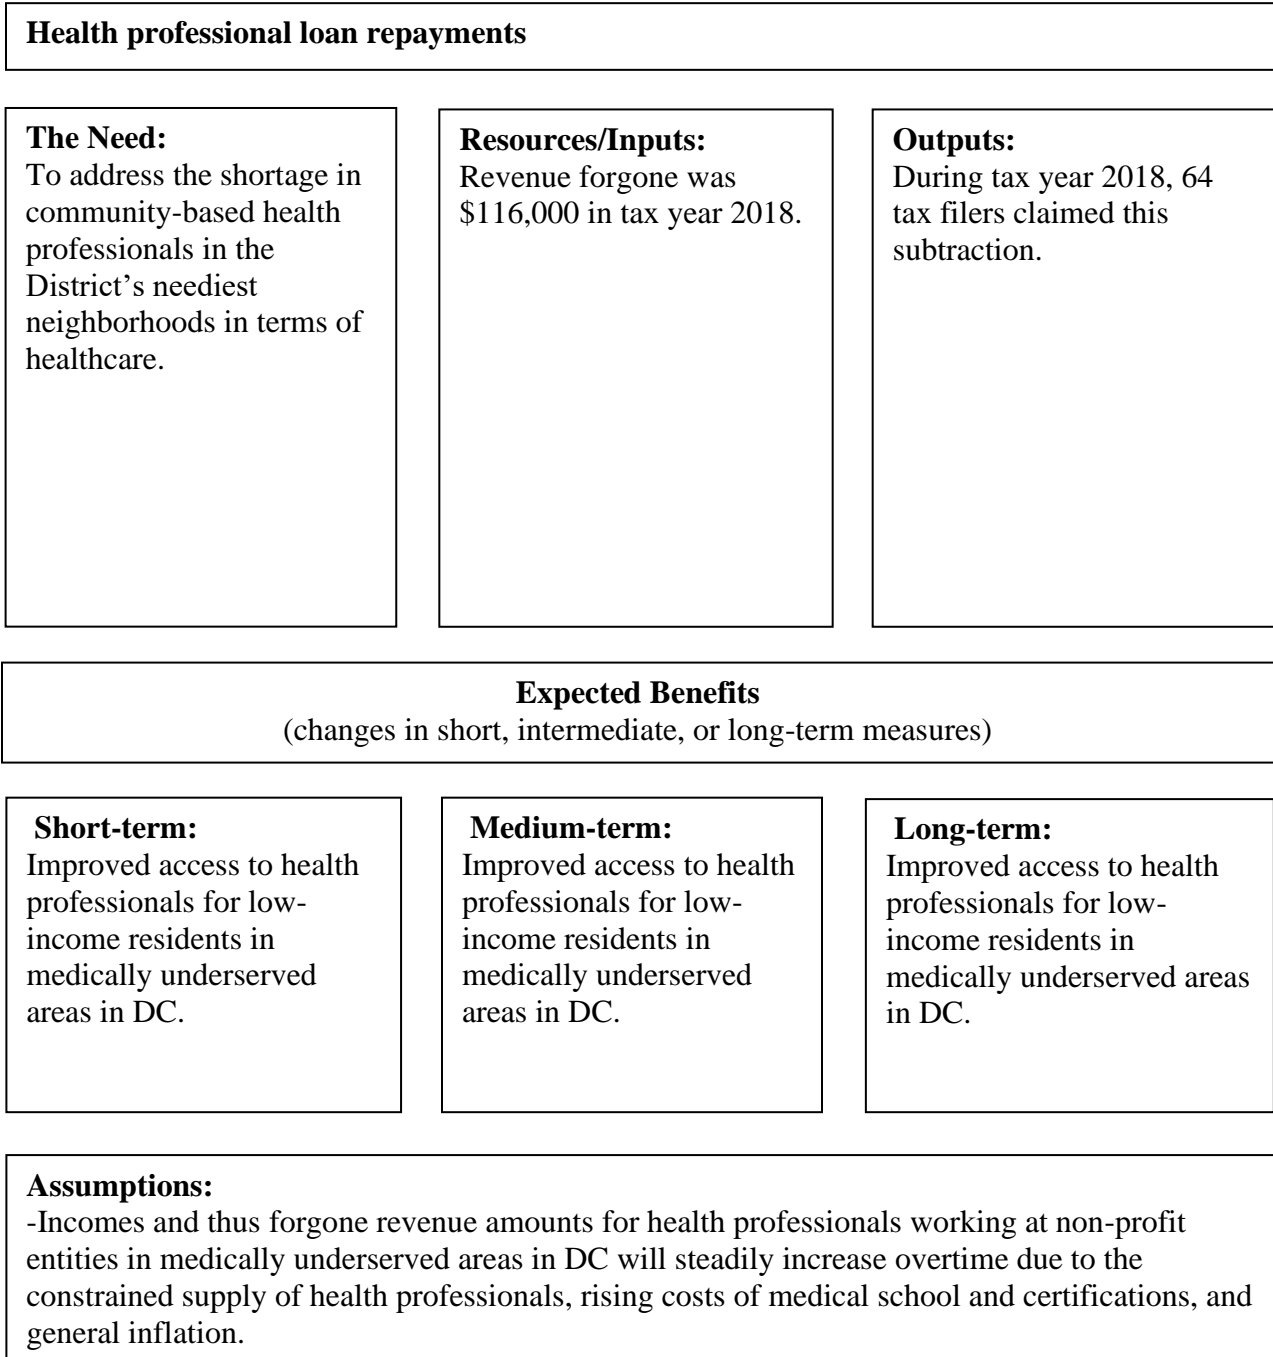 Health professional loan repayments
The Need:
To address the shortage in
community-based health
professionals in the
District’s neediest
neighborhoods in terms of
healthcare.
Resources/Inputs:
Revenue forgone was
$116,000 in tax year 2018.
Outputs:
During tax year 2018, 64
tax filers claimed this
subtraction.
Expected Benefits
(changes in short, intermediate, or long-term measures)
Short-term:
Improved access to health
professionals for low-
income residents in
medically underserved
areas in DC.
Medium-term:
Improved access to health
professionals for low-
income residents in
medically underserved
areas in DC.
Long-term:
Improved access to health
professionals for low-
income residents in
medically underserved areas
in DC.
Assumptions:
-Incomes and thus forgone revenue amounts for health professionals working at non-profit
entities in medically underserved areas in DC will steadily increase overtime due to the
constrained supply of health professionals, rising costs of medical school and certifications, and
general inflation.